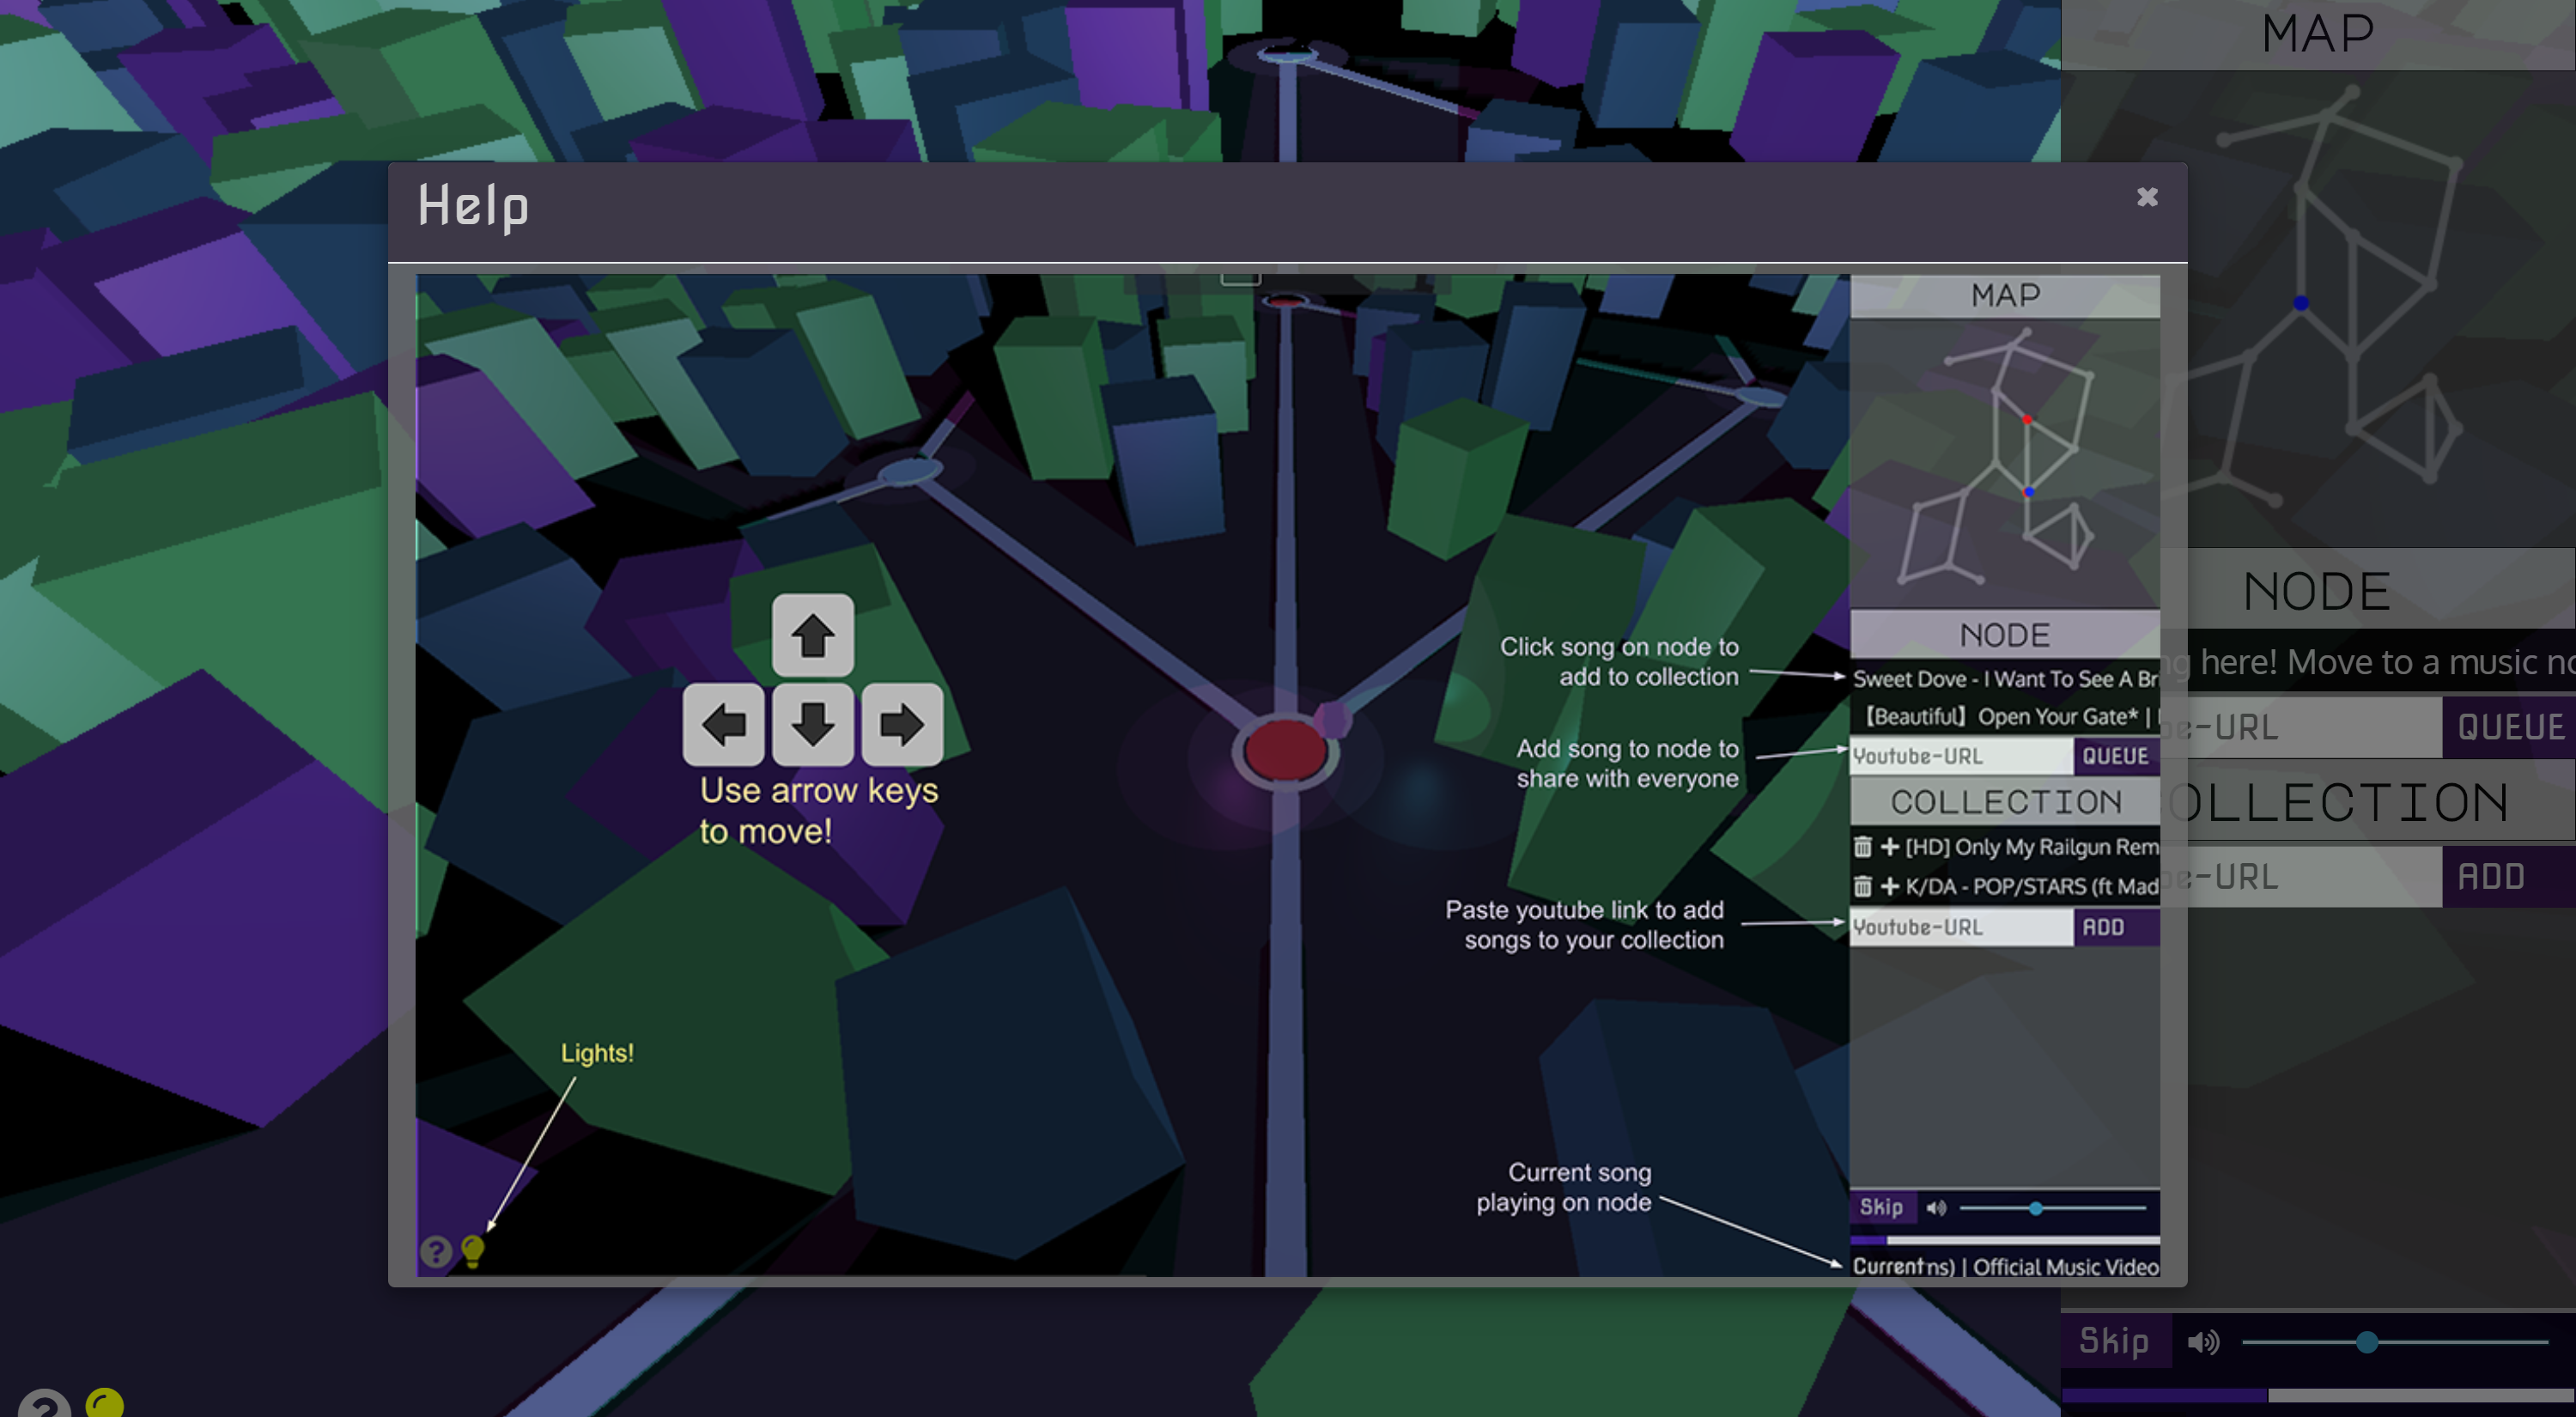 MAP
Help
MAP
NODE
Click song on node to
add to collection
Sweet Dove - I Want To See A Br
【Beautiful】 Open Your Gate* |
Add song to node to
share with everyone
Youtube-URL QUEUE
COLLECTION
[HD] Only My Railgun Rem
K/DA - POP/STARS (ft Mad
Paste youtube link to add
songs to your collection
Youtube-URL ADD
Use arrow keys
to move!
Lights!
Current song
playing on node
Skip
Current ns) | Official Music Video
NODE
here! Move to a music
-URL QUEUE
OLLECTION
-URL ADD
Skip